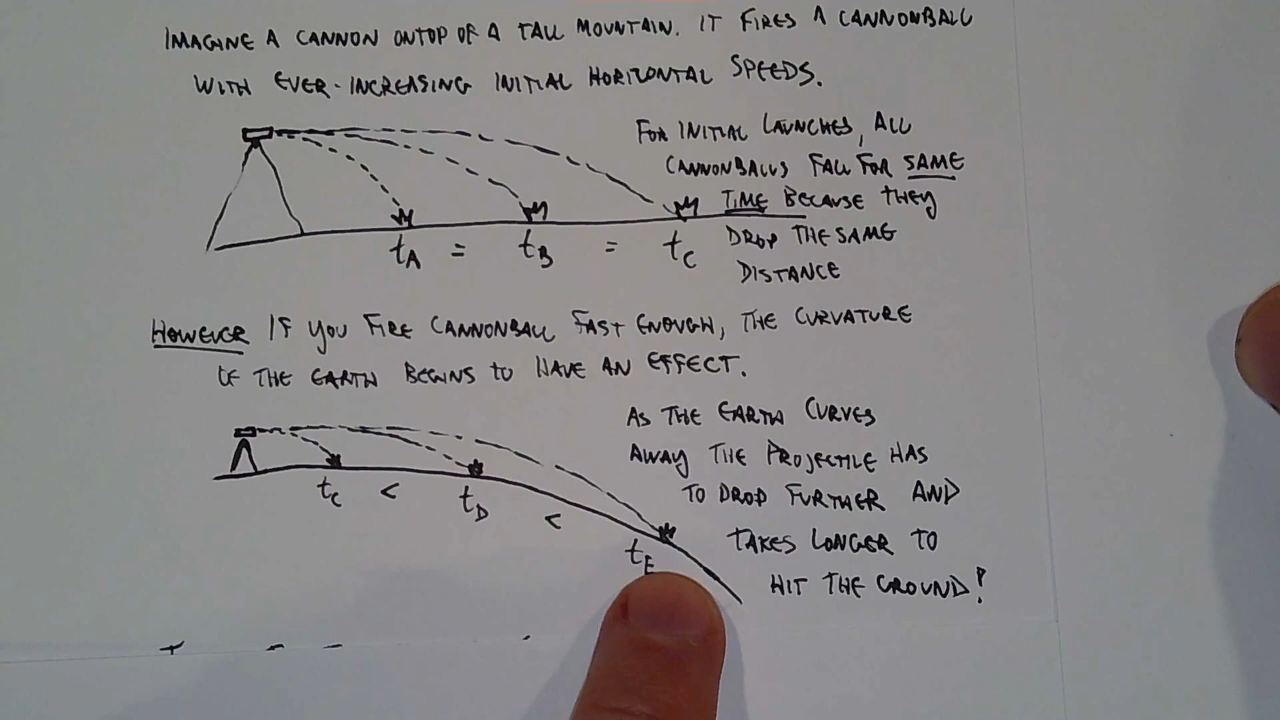 IMAGINE A CANNON ONTOP OF A TALL MOUNTAIN. IT FIRES A CANNONBALL
WITH EVER-INCREASING INITIAL HORIZONTAL SPEEDS.
FOR INITIAL LAUNCHES, ALL
CANNONBALLS FALL FOR SAME
TIME BECAUSE THEY
DROP THE SAME
DISTANCE
tA = tB = tC
HOWEVER IF YOU FIRE CANNONBALL FAST ENOUGH, THE CURVATURE
OF THE EARTH BEGINS TO HAVE AN EFFECT.
AS THE EARTH CURVES
AWAY THE PROJECTILE HAS
TO DROP FURTHER AND
TAKES LONGER TO
HIT THE GROUND!
tC < tD < tE